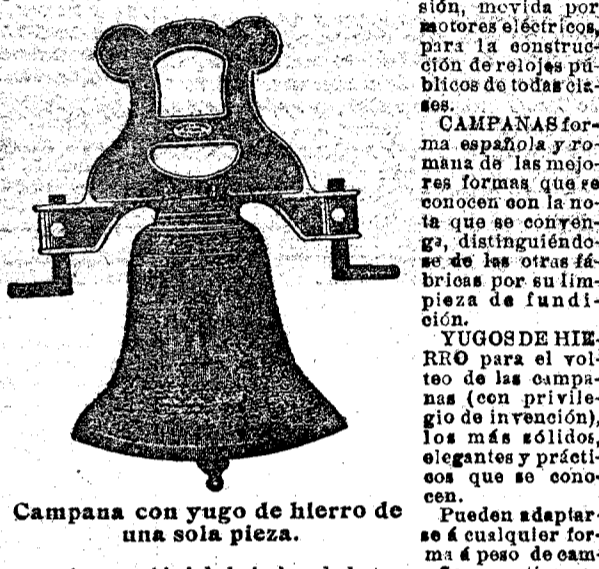 sión, movida por
motores eléctricos,
para la construc-
ción de relojes pú-
blicos de todas cla-
ses.
CAMPANAS for-
ma española y ro-
mana de las mejo-
res formas que se
conocen con la no-
ta que se conven-
ga, distinguiéndo-
se de las otras fá-
bricas por su lim-
pieza de fundi-
ción.
YUGOS DE HIE-
RRO para el vol-
teo de las campa-
nas (con privile-
gio de invención),
los más sólidos,
elegantes y prácti-
cos que se cono-
cen.
Pueden adaptar-
se á cualquier for-
ma á peso de cam-
Campana con yugo de hierro de
una sola pieza.